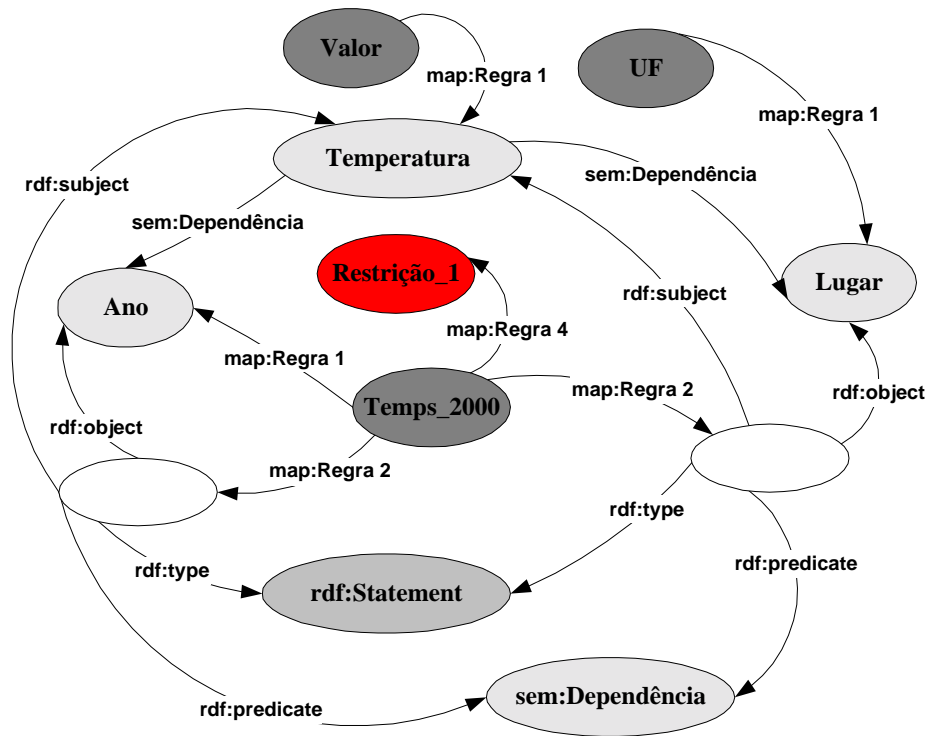 Valor
UF
map:Regra 1
map:Regra 1
Temperatura
rdf:subject
sem:Dependência
sem:Dependência
Restrição_1
rdf:subject
Lugar
Ano
map:Regra 4
map:Regra 1
map:Regra 2
rdf:object
Temps_2000
rdf:object
map:Regra 2
rdf:type
rdf:predicate
rdf:type
rdf:Statement
sem:Dependência
rdf:predicate